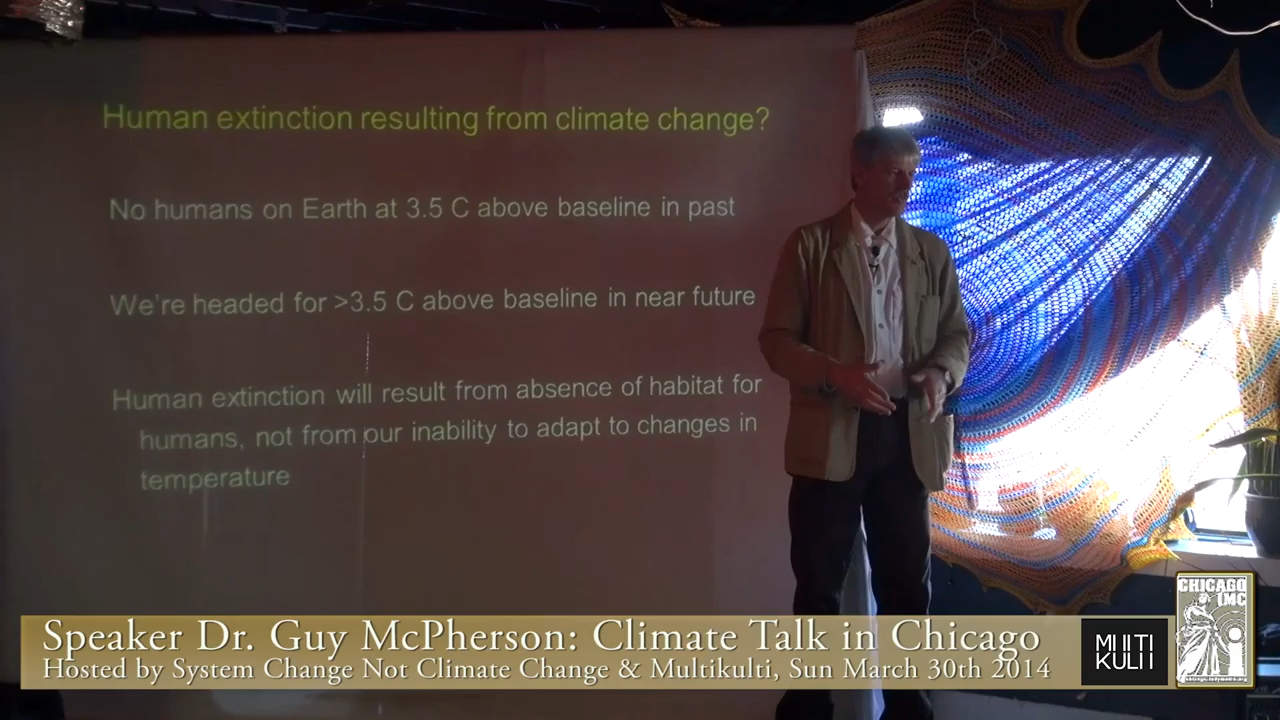 Human extinction resulting from climate change?
No humans on Earth at 3.5 C above baseline in past
We're headed for >3.5 C above baseline in near future
Human extinction will result from absence of habitat for
humans, not from our inability to adapt to changes in
temperature
Speaker Dr. Guy McPherson: Climate Talk in Chicago
Hosted by System Change Not Climate Change & Multikulti, Sun March 30th 2014
MULTI
KULTI
CHICAGO
IMC